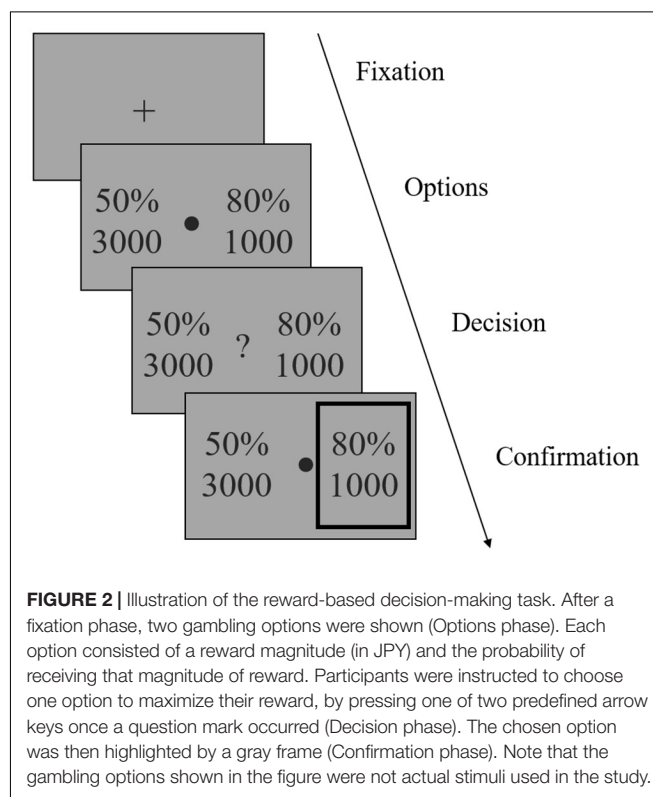 Fixation
+
Options
50% 80%
3000 ● 1000
Decision
50% 80%
3000 ? 1000
Confirmation
50% 80%
3000 ● 1000
FIGURE 2 | Illustration of the reward-based decision-making task. After a
fixation phase, two gambling options were shown (Options phase). Each
option consisted of a reward magnitude (in JPY) and the probability of
receiving that magnitude of reward. Participants were instructed to choose
one option to maximize their reward, by pressing one of two predefined arrow
keys once a question mark occurred (Decision phase). The chosen option
was then highlighted by a gray frame (Confirmation phase). Note that the
gambling options shown in the figure were not actual stimuli used in the study.